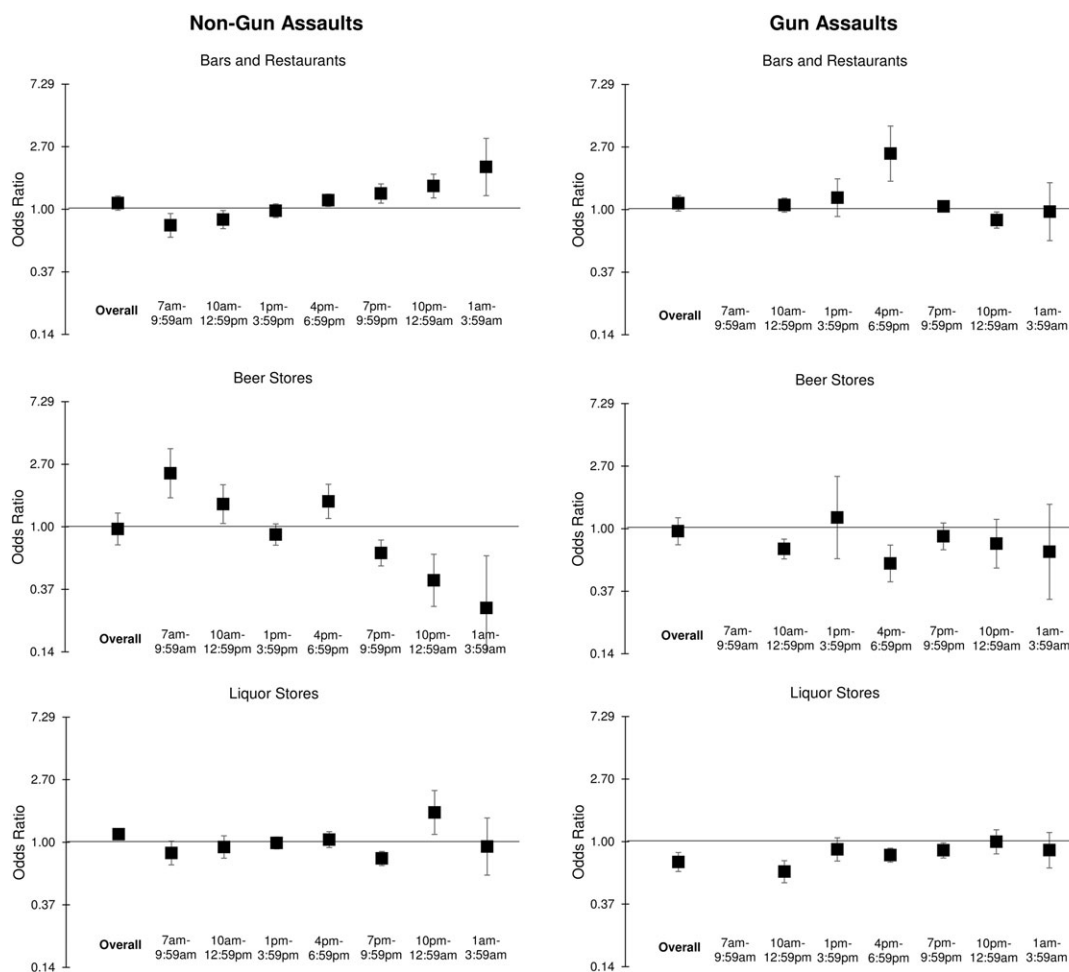 Non-Gun Assaults
Gun Assaults
Bars and Restaurants
7.29
2.70
1.00
0.37
0.14
Odds Ratio
Overall
7am-
9:59am
10am-
12:59pm
1pm-
3:59pm
4pm-
6:59pm
7pm-
9:59pm
10pm-
12:59am
1am-
3:59am
Bars and Restaurants
7.29
2.70
1.00
0.37
0.14
Odds Ratio
Overall
7am-
9:59am
10am-
12:59pm
1pm-
3:59pm
4pm-
6:59pm
7pm-
9:59pm
10pm-
12:59am
1am-
3:59am
Beer Stores
7.29
2.70
1.00
0.37
0.14
Odds Ratio
Overall
7am-
9:59am
10am-
12:59pm
1pm-
3:59pm
4pm-
6:59pm
7pm-
9:59pm
10pm-
12:59am
1am-
3:59am
Beer Stores
7.29
2.70
1.00
0.37
0.14
Odds Ratio
Overall
7am-
9:59am
10am-
12:59pm
1pm-
3:59pm
4pm-
6:59pm
7pm-
9:59pm
10pm-
12:59am
1am-
3:59am
Liquor Stores
7.29
2.70
1.00
0.37
0.14
Odds Ratio
Overall
7am-
9:59am
10am-
12:59pm
1pm-
3:59pm
4pm-
6:59pm
7pm-
9:59pm
10pm-
12:59am
1am-
3:59am
Liquor Stores
7.29
2.70
1.00
0.37
0.14
Odds Ratio
Overall
7am-
9:59am
10am-
12:59pm
1pm-
3:59pm
4pm-
6:59pm
7pm-
9:59pm
10pm-
12:59am
1am-
3:59am